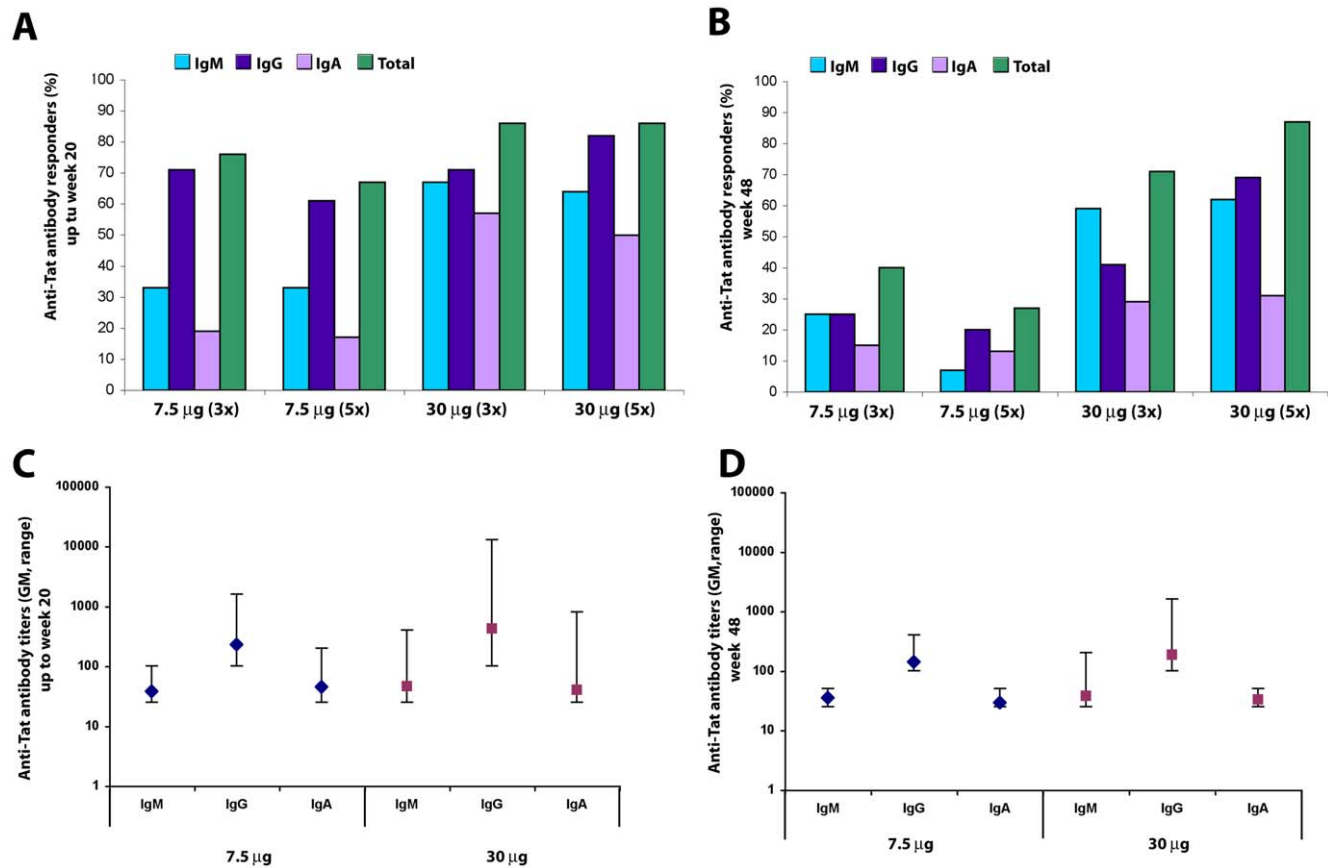 A
IgM IgG IgA Total
Anti-Tat antibody responders (%)
up tu week 20
100
90
80
70
60
50
40
30
20
10
0
7.5 μg (3x) 7.5 μg (5x) 30 μg (3x) 30 μg (5x)
B
IgM IgG IgA Total
Anti-Tat antibody responders (%)
week 48
100
90
80
70
60
50
40
30
20
10
0
7.5 μg (3x) 7.5 μg (5x) 30 μg (3x) 30 μg (5x)
C
Anti-Tat antibody titers (GM, range)
up to week 20
100000
10000
1000
100
10
1
IgM IgG IgA IgM IgG IgA
7.5 μg 30 μg
D
Anti-Tat antibody titers (GM,range)
week 48
100000
10000
1000
100
10
1
IgM IgG IgA IgM IgG IgA
7.5 μg 30 μg